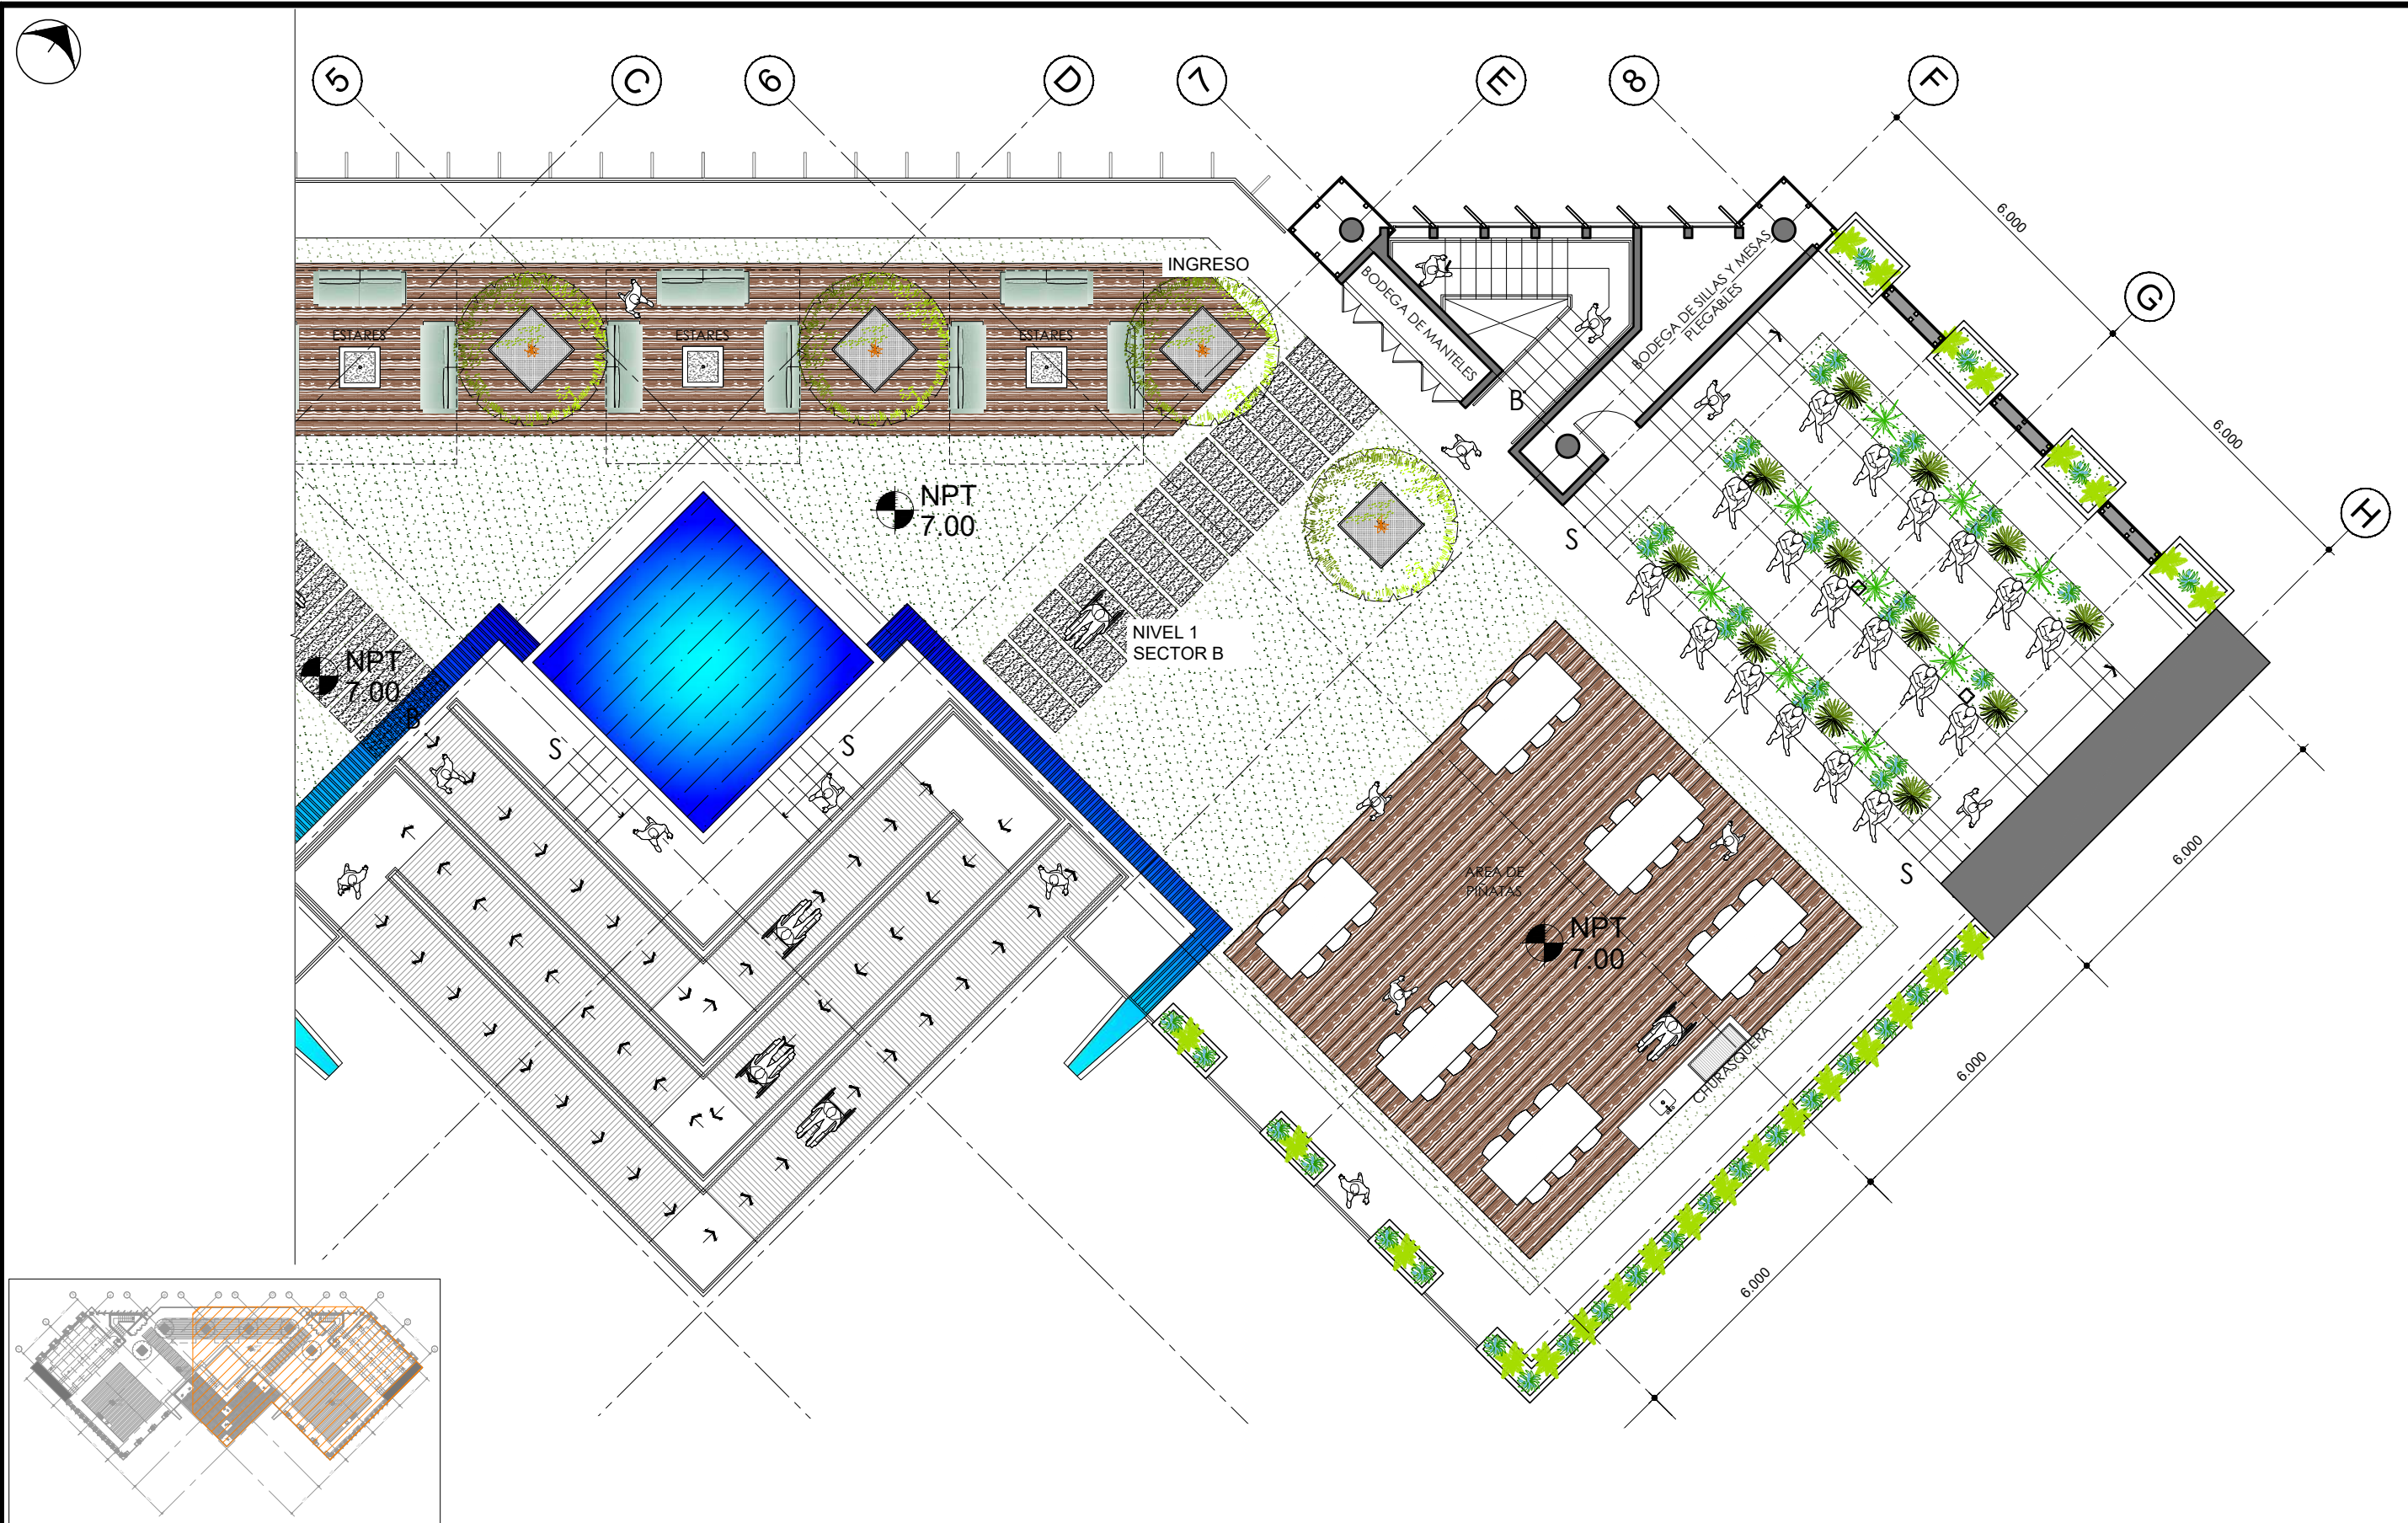 5
C
6
D
7
E
8
F
G
H
6.000
6.000
6.000
6.000
6.000
INGRESO
BODEGA DE MANTELES
BODEGA DE SILLAS Y MESAS
PLEGABLES
ESTARES
ESTARES
ESTARES
B
S
NPT
7.00
NIVEL 1
SECTOR B
NPT
7.00
B
S
S
S
AREA DE
PIÑATAS
NPT
7.00
CHURASQUERA